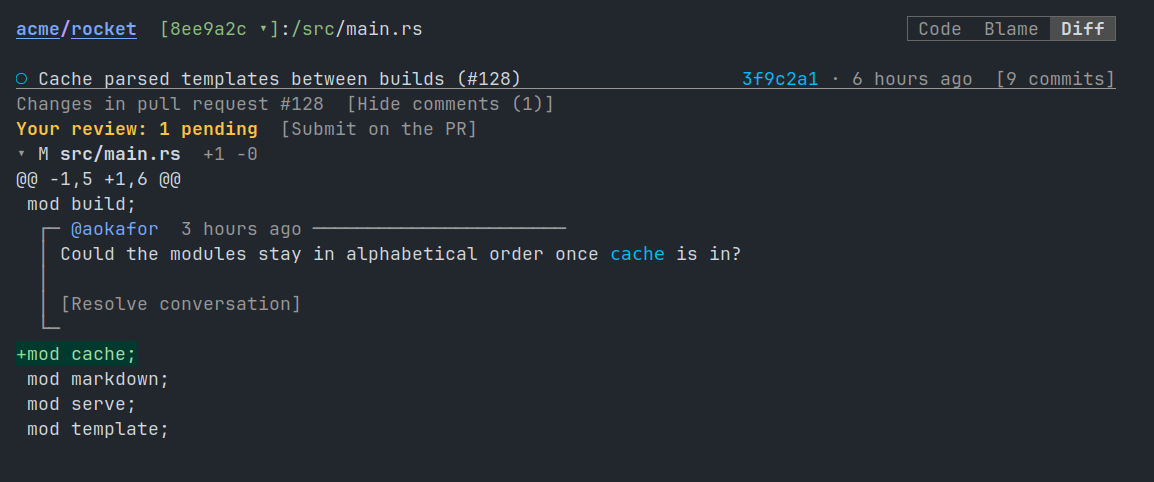 acme/rocket  [8ee9a2c ▾]:/src/main.rs  Code  Blame  Diff
○ Cache parsed templates between builds (#128)  3f9c2a1 · 6 hours ago  [9 commits]
Changes in pull request #128  [Hide comments (1)]
Your review: 1 pending  [Submit on the PR]
▾ M src/main.rs  +1 -0
@@ -1,5 +1,6 @@
 mod build;
@aokafor  3 hours ago
Could the modules stay in alphabetical order once cache is in?
[Resolve conversation]
+mod cache;
 mod markdown;
 mod serve;
 mod template;